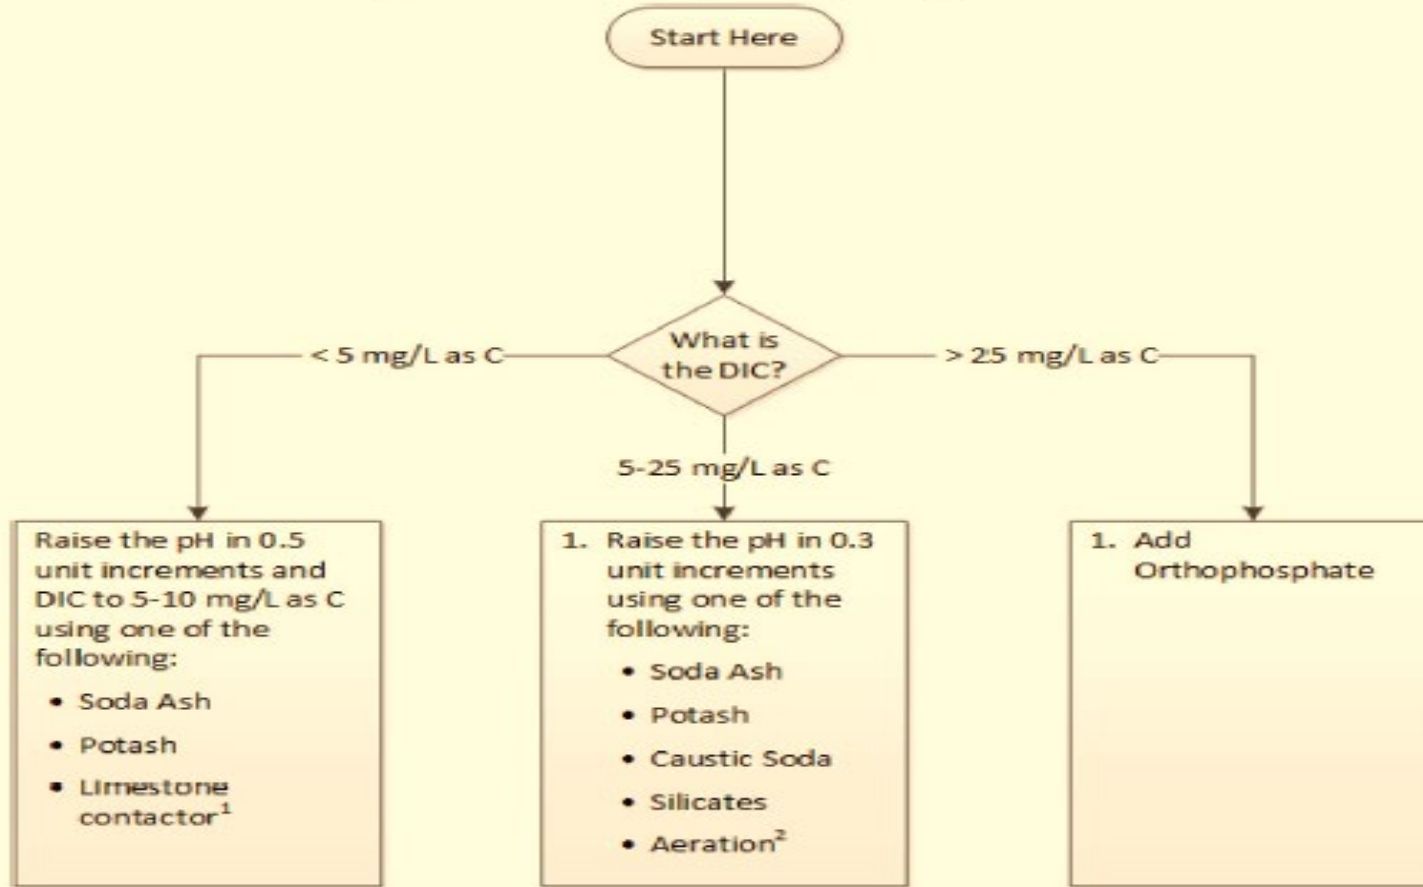 Start Here
What is
the DIC?
< 5 mg/L as C
> 25 mg/L as C
5-25 mg/L as C
Raise the pH in 0.5
unit increments and
DIC to 5-10 mg/L as C
using one of the
following:
• Soda Ash
• Potash
• Limestone
contactor¹
1. Raise the pH in 0.3
unit increments
using one of the
following:
• Soda Ash
• Potash
• Caustic Soda
• Silicates
• Aeration²
1. Add
Orthophosphate